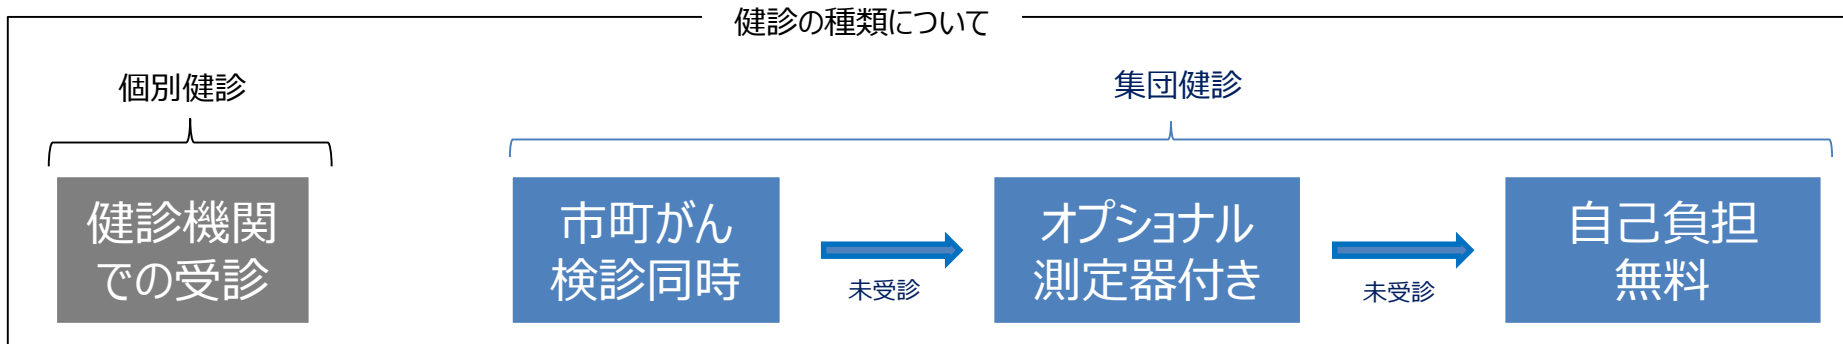 健診の種類について
個別健診
集団健診
健診機関
での受診
市町がん
検診同時
未受診
オプショナル
測定器付き
未受診
自己負担
無料